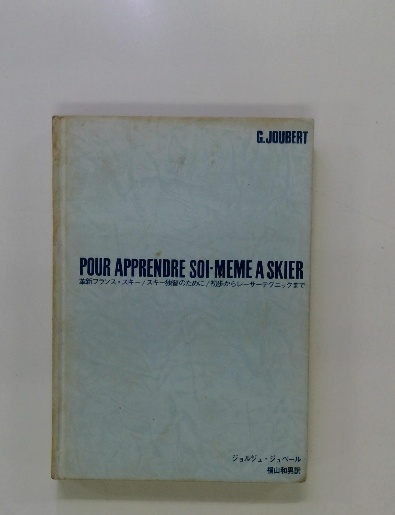 G.JOUBERT
POUR APPRENDRE SOI-MEME A SKIER
革新フランス・スキー/スキー独習のために/初歩からレーサーテクニックまで
ジョルジュ・ジュベール
福山和男訳